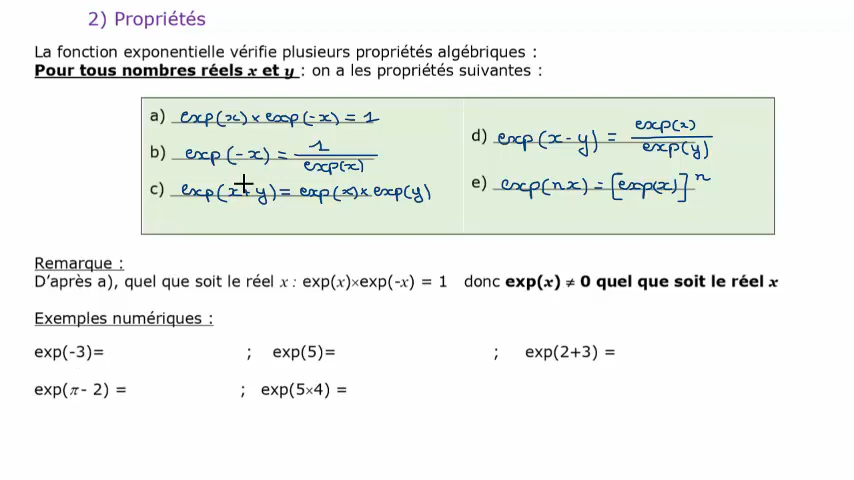 2) Propriétés
La fonction exponentielle vérifie plusieurs propriétés algébriques :
Pour tous nombres réels x et y : on a les propriétés suivantes :
a) exp(x) × exp(-x) = 1
b) exp(-x) = 1 / exp(x)
c) exp(x+y) = exp(x) × exp(y)
d) exp(x-y) = exp(x) / exp(y)
e) exp(nx) = [exp(x)]^n
Remarque :
D'après a), quel que soit le réel x : exp(x)×exp(-x) = 1 donc exp(x) ≠ 0 quel que soit le réel x
Exemples numériques :
exp(-3)= ; exp(5)= ; exp(2+3) =
exp(π- 2) = ; exp(5×4) =